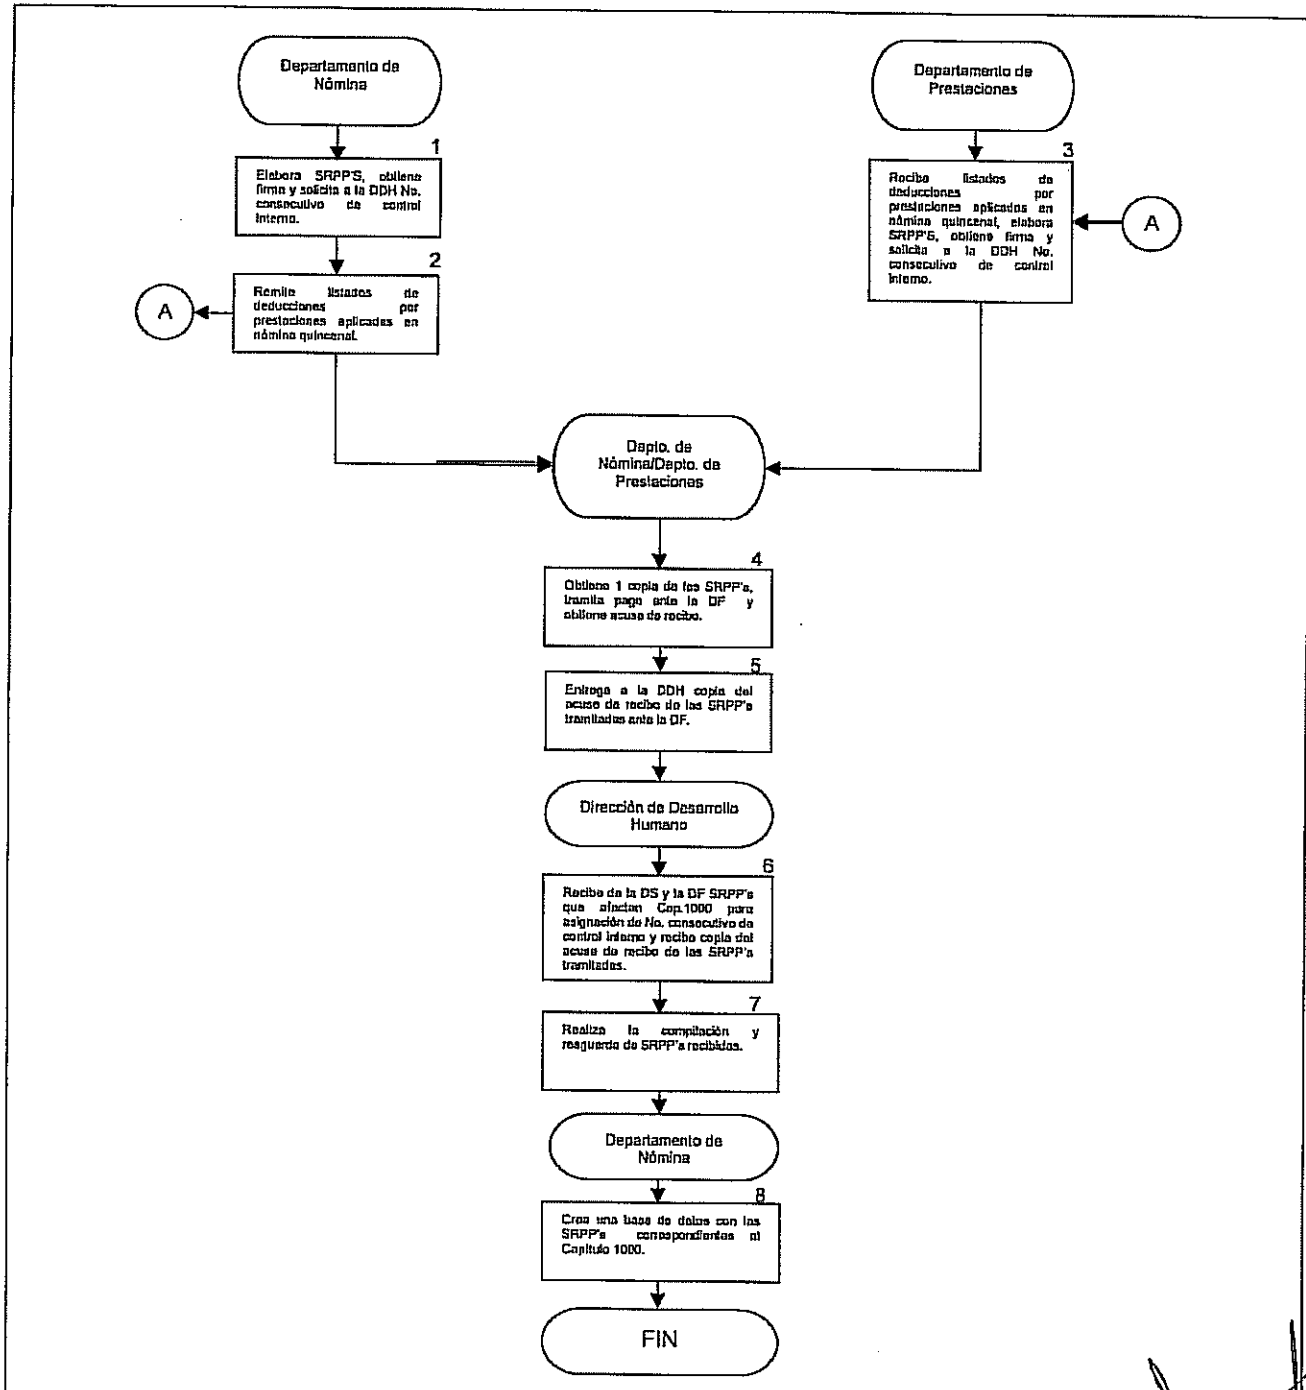 Departamento de
Nómina
1
Elabora SRPP'S, obtiene
firma y solicita a la DDH No.
consecutivo de control
interno.
2
Remite listados de
deducciones por
prestaciones aplicadas en
nómina quincenal.
A
Departamento de
Prestaciones
3
Recibe listados de
deducciones por
prestaciones aplicados en
nómina quincenal, elabora
SRPP'S, obtiene firma y
solicita a la DDH No.
consecutivo de control
interno.
A
Depto. de
Nómina/Depto. de
Prestaciones
4
Obtiene 1 copia de las SRPP's,
tramita pago ante la DF y
obtiene acuse de recibo.
5
Entrega a la DDH copia del
acuse de recibo de las SRPP's
tramitadas ante la DF.
Dirección de Desarrollo
Humano
6
Recibe de la DS y la DF SRPP's
que afectan Cap.1000 para
asignación de No. consecutivo de
control interno y recibe copia del
acuse de recibo de las SRPP's
tramitadas.
7
Realiza la compilación y
resguardo de SRPP's recibidas.
Departamento de
Nómina
8
Crea una base de datos con las
SRPP's correspondientes al
Capítulo 1000.
FIN